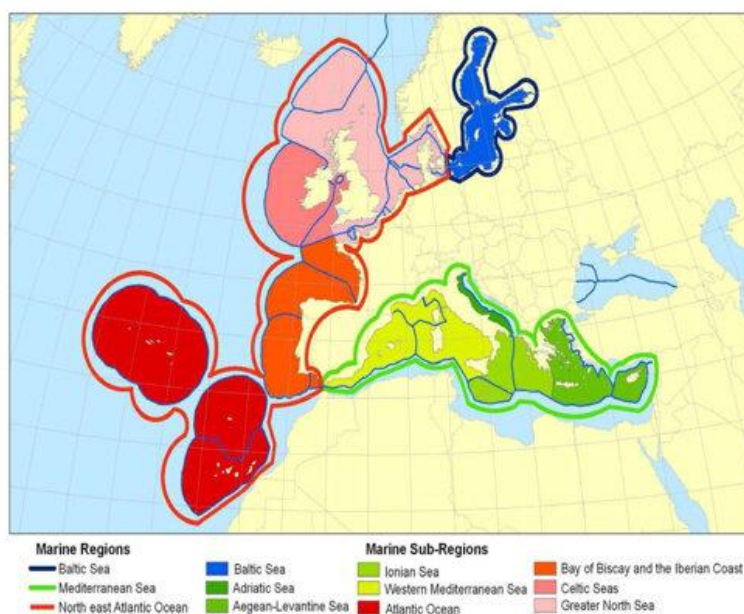 Marine Regions
Baltic Sea
Mediterranean Sea
North east Atlantic Ocean
Baltic Sea
Adriatic Sea
Aegean-Levantine Sea
Marine Sub-Regions
Ionian Sea
Western Mediterranean Sea
Atlantic Ocean
Bay of Biscay and the Iberian Coast
Celtic Seas
Greater North Sea